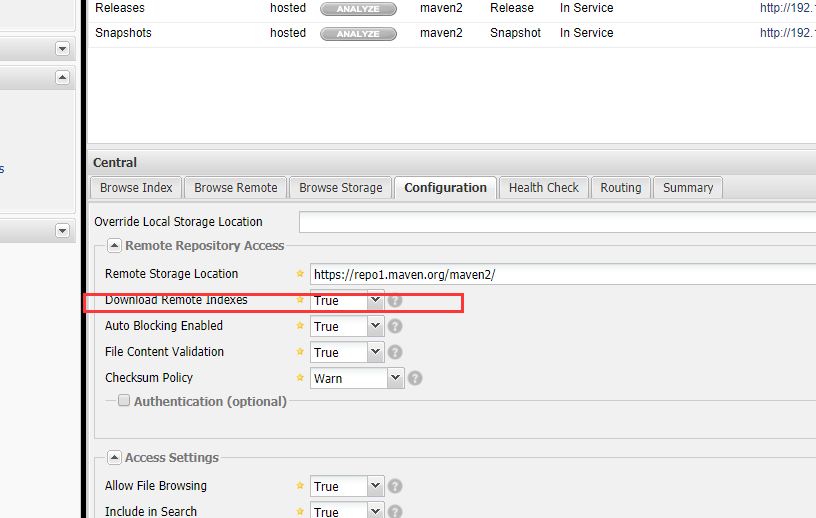 Releases hosted ANALYZE maven2 Release In Service http://192.1
Snapshots hosted ANALYZE maven2 Snapshot In Service http://192.1
s
Central
Browse Index Browse Remote Browse Storage Configuration Health Check Routing Summary
Override Local Storage Location
Remote Repository Access
Remote Storage Location https://repo1.maven.org/maven2/
Download Remote Indexes True ?
Auto Blocking Enabled True ?
File Content Validation True ?
Checksum Policy Warn ?
Authentication (optional)
Access Settings
Allow File Browsing True ?
Include in Search True ?